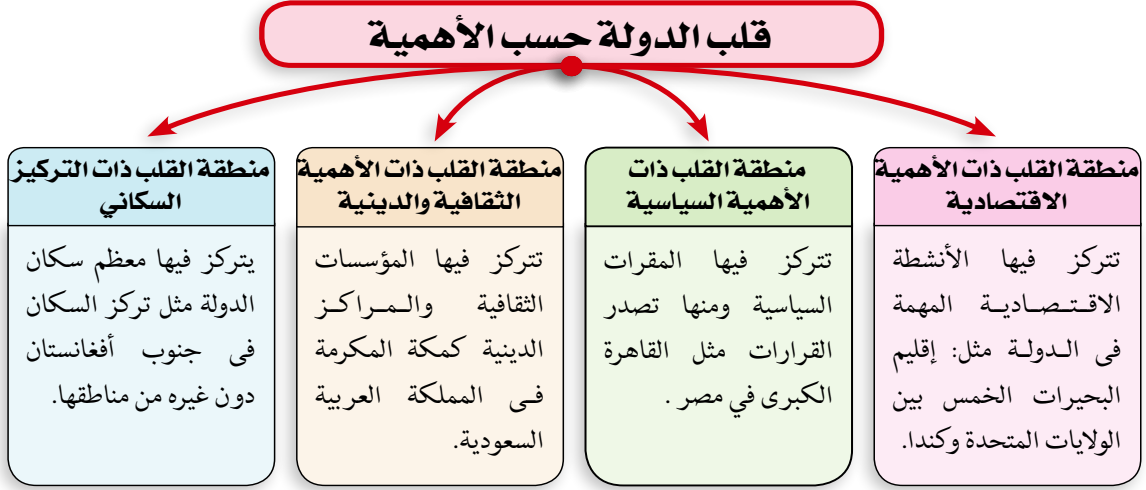 قلب الدولة حسب الأهمية
منطقة القلب ذات الأهمية
الاقتصادية
تتركز فيها الأنشطة
الاقتصادية المهمة
فى الدولة مثل: إقليم
البحيرات الخمس بين
الولايات المتحدة وكندا.
منطقة القلب ذات
الأهمية السياسية
تتركز فيها المقرات
السياسية ومنها تصدر
القرارات مثل القاهرة
الكبرى في مصر .
منطقة القلب ذات الأهمية
الثقافية والدينية
تتركز فيها المؤسسات
الثقافية والمراكز
الدينية كمكة المكرمة
فى المملكة العربية
السعودية.
منطقة القلب ذات التركيز
السكاني
يتركز فيها معظم سكان
الدولة مثل تركز السكان
فى جنوب أفغانستان
دون غيره من مناطقها.